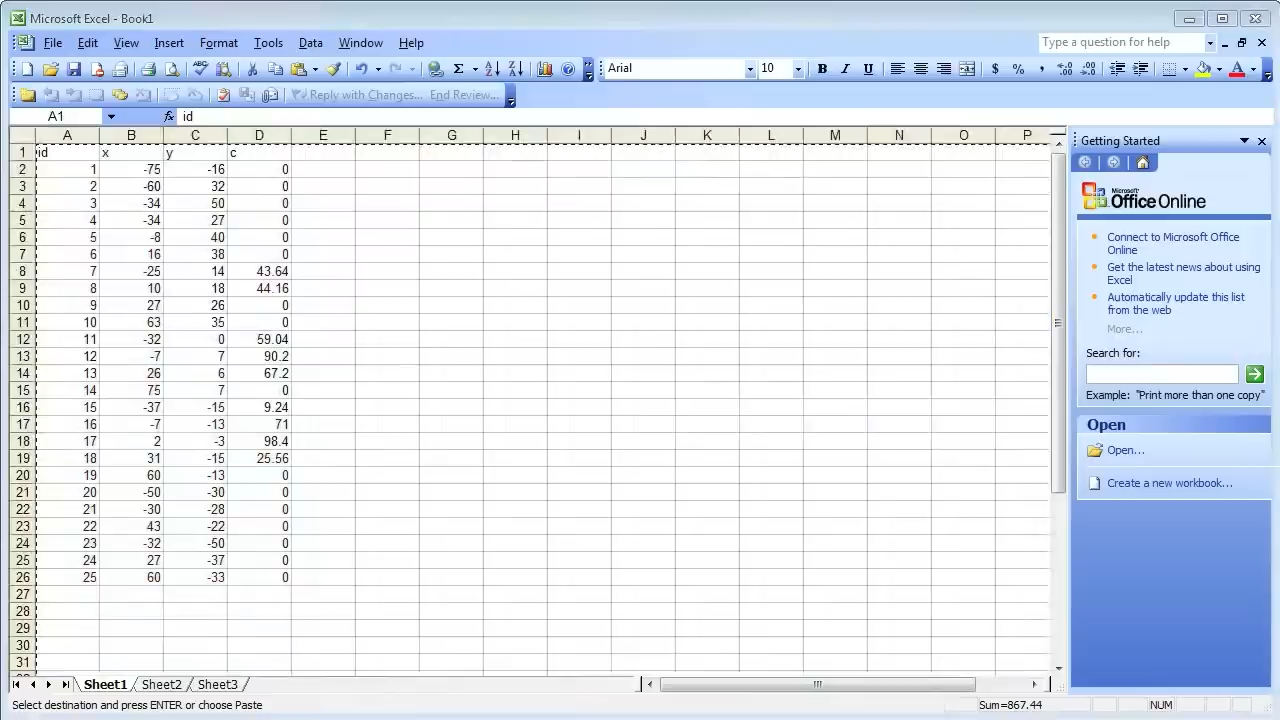 Microsoft Excel - Book1
File Edit View Insert Format Tools Data Window Help
Type a question for help
Arial 10 B I U $ % ,
Reply with Changes... End Review...
A1 fx id
A B C D E F G H I J K L M N O P
1 id x y c
2 1 -75 -16 0
3 2 -60 32 0
4 3 -34 50 0
5 4 -34 27 0
6 5 -8 40 0
7 6 16 38 0
8 7 -25 14 43.64
9 8 10 18 44.16
10 9 27 26 0
11 10 63 35 0
12 11 -32 0 59.04
13 12 -7 7 90.2
14 13 26 6 67.2
15 14 75 7 0
16 15 -37 -15 9.24
17 16 -7 -13 71
18 17 2 -3 98.4
19 18 31 -15 25.56
20 19 60 -13 0
21 20 -50 -30 0
22 21 -30 -28 0
23 22 43 -22 0
24 23 -32 -50 0
25 24 27 -37 0
26 25 60 -33 0
27
28
29
30
31
Sheet1 Sheet2 Sheet3
Select destination and press ENTER or choose Paste
Sum=867.44 NUM
Getting Started
Microsoft
Office Online
Connect to Microsoft Office
Online
Get the latest news about using
Excel
Automatically update this list
from the web
More...
Search for:
Example: "Print more than one copy"
Open
Open...
Create a new workbook...